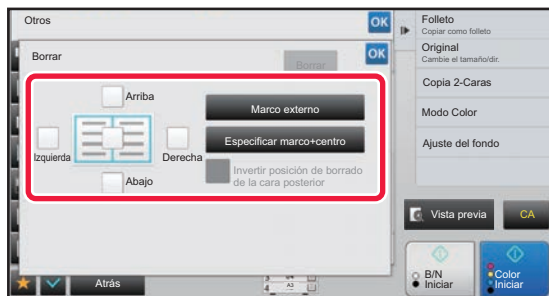 Otros
OK
Borrar
Borrar
OK
Arriba
Izquierda
Derecha
Abajo
Marco externo
Especificar marco+centro
Invertir posición de borrado
de la cara posterior
Atrás
A3
Folleto
Copiar como folleto
Original
Cambie el tamaño/dir.
Copia 2-Caras
Modo Color
Ajuste del fondo
Vista previa
CA
B/N
Iniciar
Color
Iniciar